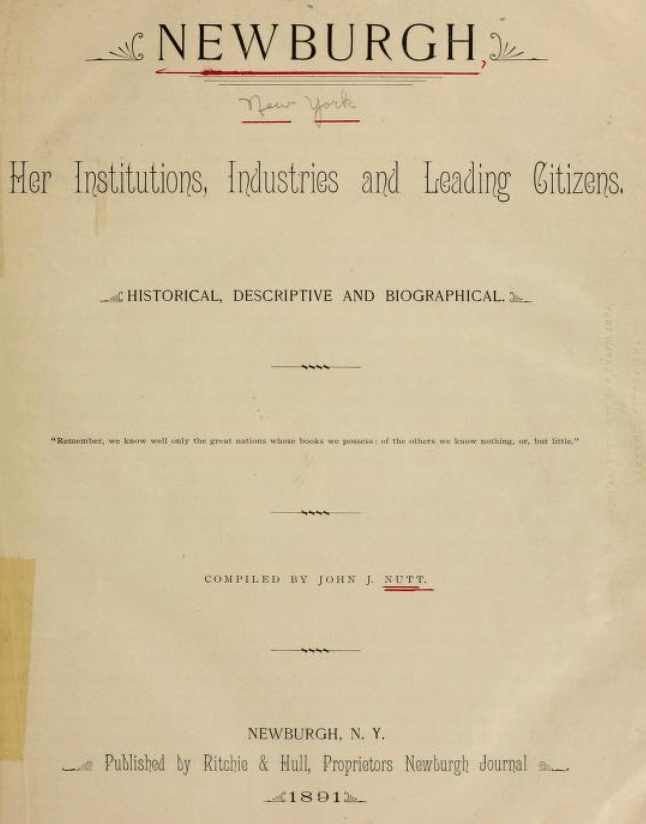 NEWBURGH,
New York
Her Institutions, Industries and Leading Citizens.
HISTORICAL, DESCRIPTIVE AND BIOGRAPHICAL.
"Remember, we know well only the great nations whose books we possess: of the others we know nothing, or, but little."
COMPILED BY JOHN J. NUTT.
NEWBURGH, N. Y.
Published by Ritchie & Hull, Proprietors Newburgh Journal
1891